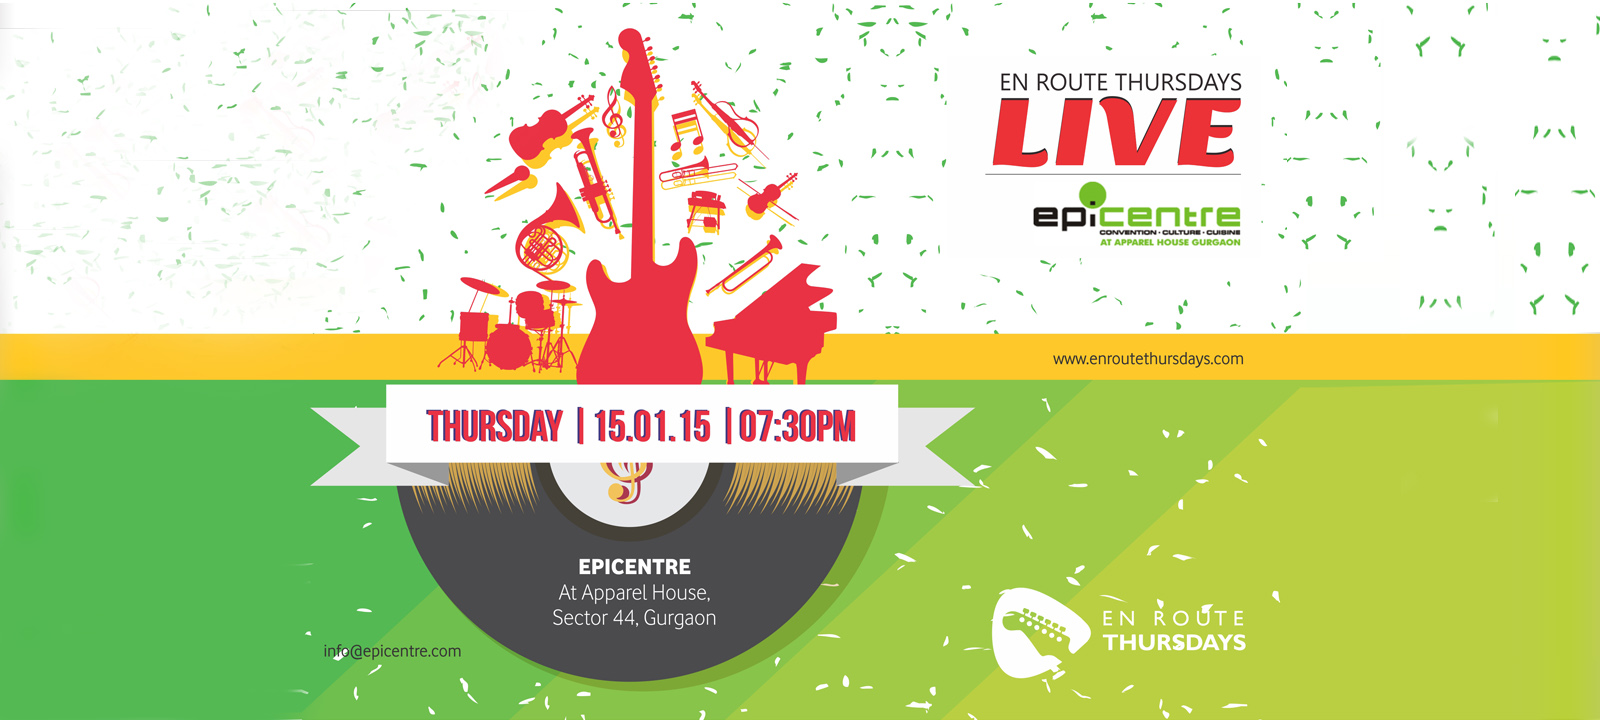 EN ROUTE THURSDAYS
LIVE
epicentre
CONVENTION · CULTURE · CUISINE
AT APPAREL HOUSE GURGAON
www.enroutethursdays.com
THURSDAY | 15.01.15 | 07:30PM
EPICENTRE
At Apparel House,
Sector 44, Gurgaon
info@epicentre.com
EN ROUTE
THURSDAYS